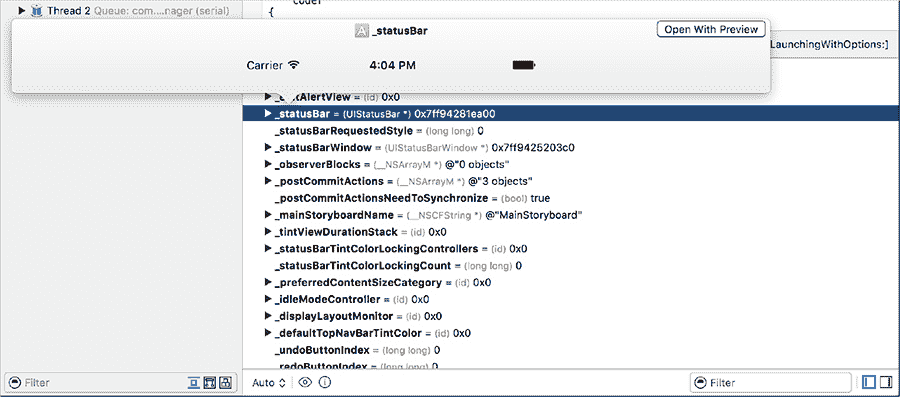 coder
Thread 2 Queue: com....nager (serial)
{
_statusBar
Open With Preview
LaunchingWithOptions:]
Carrier 4:04 PM
AlertView = (id) 0x0
_statusBar = (UIStatusBar *) 0x7ff94281ea00
_statusBarRequestedStyle = (long long) 0
_statusBarWindow = (UIStatusBarWindow *) 0x7ff9425203c0
_observerBlocks = (__NSArrayM *) @"0 objects"
_postCommitActions = (__NSArrayM *) @"3 objects"
_postCommitActionsNeedToSynchronize = (bool) true
_mainStoryboardName = (__NSCFString *) @"MainStoryboard"
_tintViewDurationStack = (id) 0x0
_statusBarTintColorLockingControllers = (id) 0x0
_statusBarTintColorLockingCount = (long long) 0
_preferredContentSizeCategory = (id) 0x0
_idleModeController = (id) 0x0
_displayLayoutMonitor = (id) 0x0
_defaultTopNavBarTintColor = (id) 0x0
_undoButtonIndex = (long long) 0
_redoButtonIndex = (long long) 0
Filter
Auto
Filter